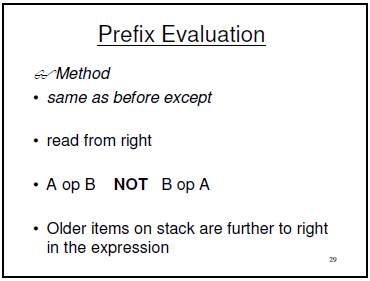 Prefix Evaluation
Method
• same as before except
• read from right
• A op B NOT B op A
• Older items on stack are further to right
in the expression
29